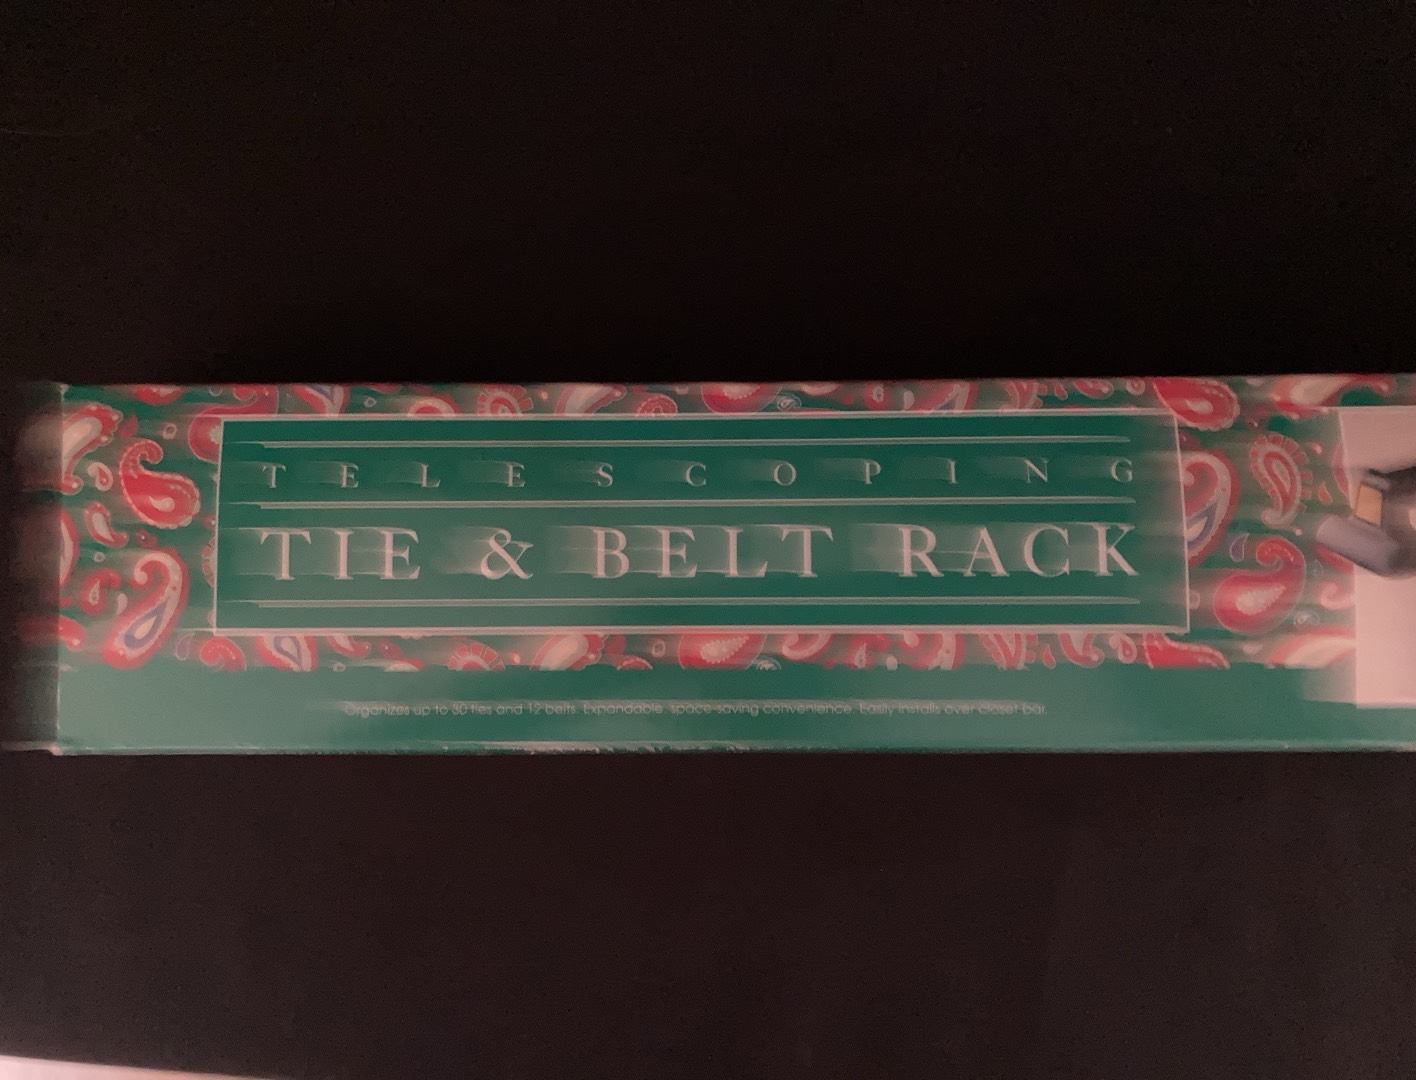 TELESCOPING
TIE & BELT RACK
Organizes up to 30 ties and 12 belts. Expandable, space-saving convenience. Easily installs over closet bar.